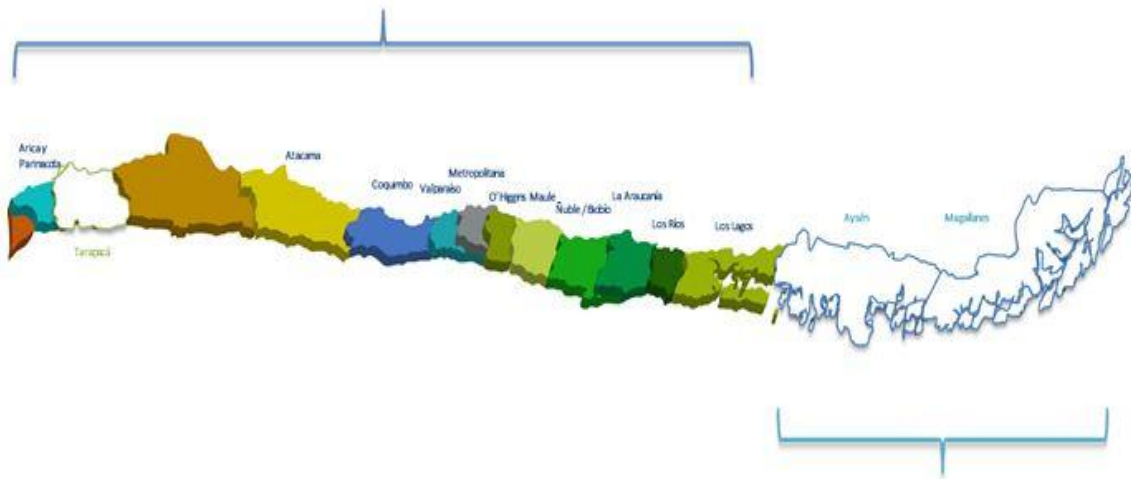 Arica y
Parinacota
Tarapacá
Atacama
Coquimbo
Valparaíso
Metropolitana
O´Higgins
Maule
Ñuble / Biobío
La Araucanía
Los Ríos
Los Lagos
Aysén
Magallanes